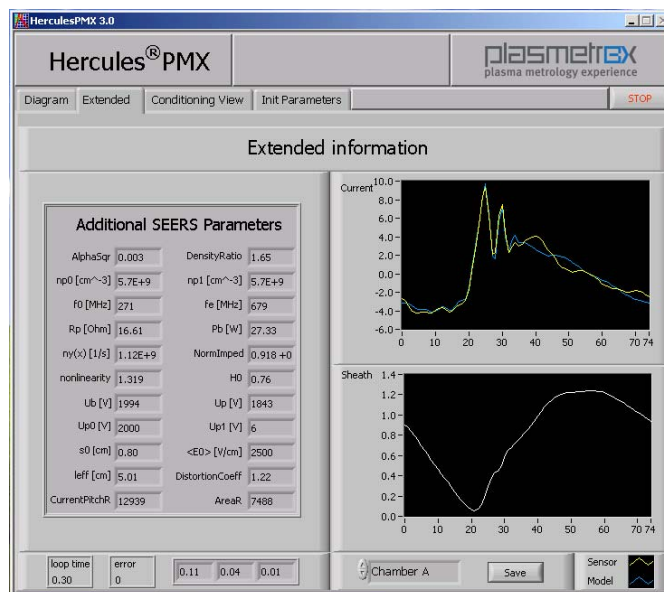 HerculesPMX 3.0
Hercules®PMX
plasmetrex
plasma metrology experience
Diagram Extended Conditioning View Init Parameters STOP
Extended information
Additional SEERS Parameters
AlphaSqr 0.003 DensityRatio 1.65
np0 [cm^-3] 5.7E+9 np1 [cm^-3] 5.7E+9
f0 [MHz] 271 fe [MHz] 679
Rp [Ohm] 16.61 Pb [W] 27.33
ny(x) [1/s] 1.12E+9 NormImped 0.918 +0
nonlinearity 1.319 H0 0.76
Ub [V] 1994 Up [V] 1843
Up0 [V] 2000 Up1 [V] 6
s0 [cm] 0.80 <E0> [V/cm] 2500
leff [cm] 5.01 DistortionCoeff 1.22
CurrentPitchR 12939 AreaR 7488
Current
10.0
8.0
6.0
4.0
2.0
0.0
-2.0
-4.0
-6.0
0 10 20 30 40 50 60 70 74
Sheath
1.4
1.2
1.0
0.8
0.6
0.4
0.2
0.0
0 10 20 30 40 50 60 70 74
loop time
0.30
error
0
0.11 0.04 0.01
Chamber A
Save
Sensor
Model